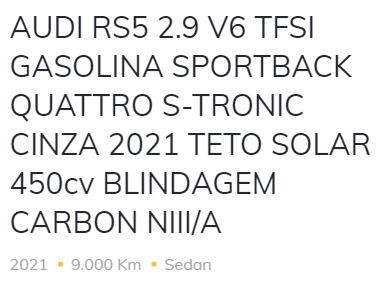 AUDI RS5 2.9 V6 TFSI
GASOLINA SPORTBACK
QUATTRO S-TRONIC
CINZA 2021 TETO SOLAR
450cv BLINDAGEM
CARBON NIII/A
2021 • 9.000 Km • Sedan